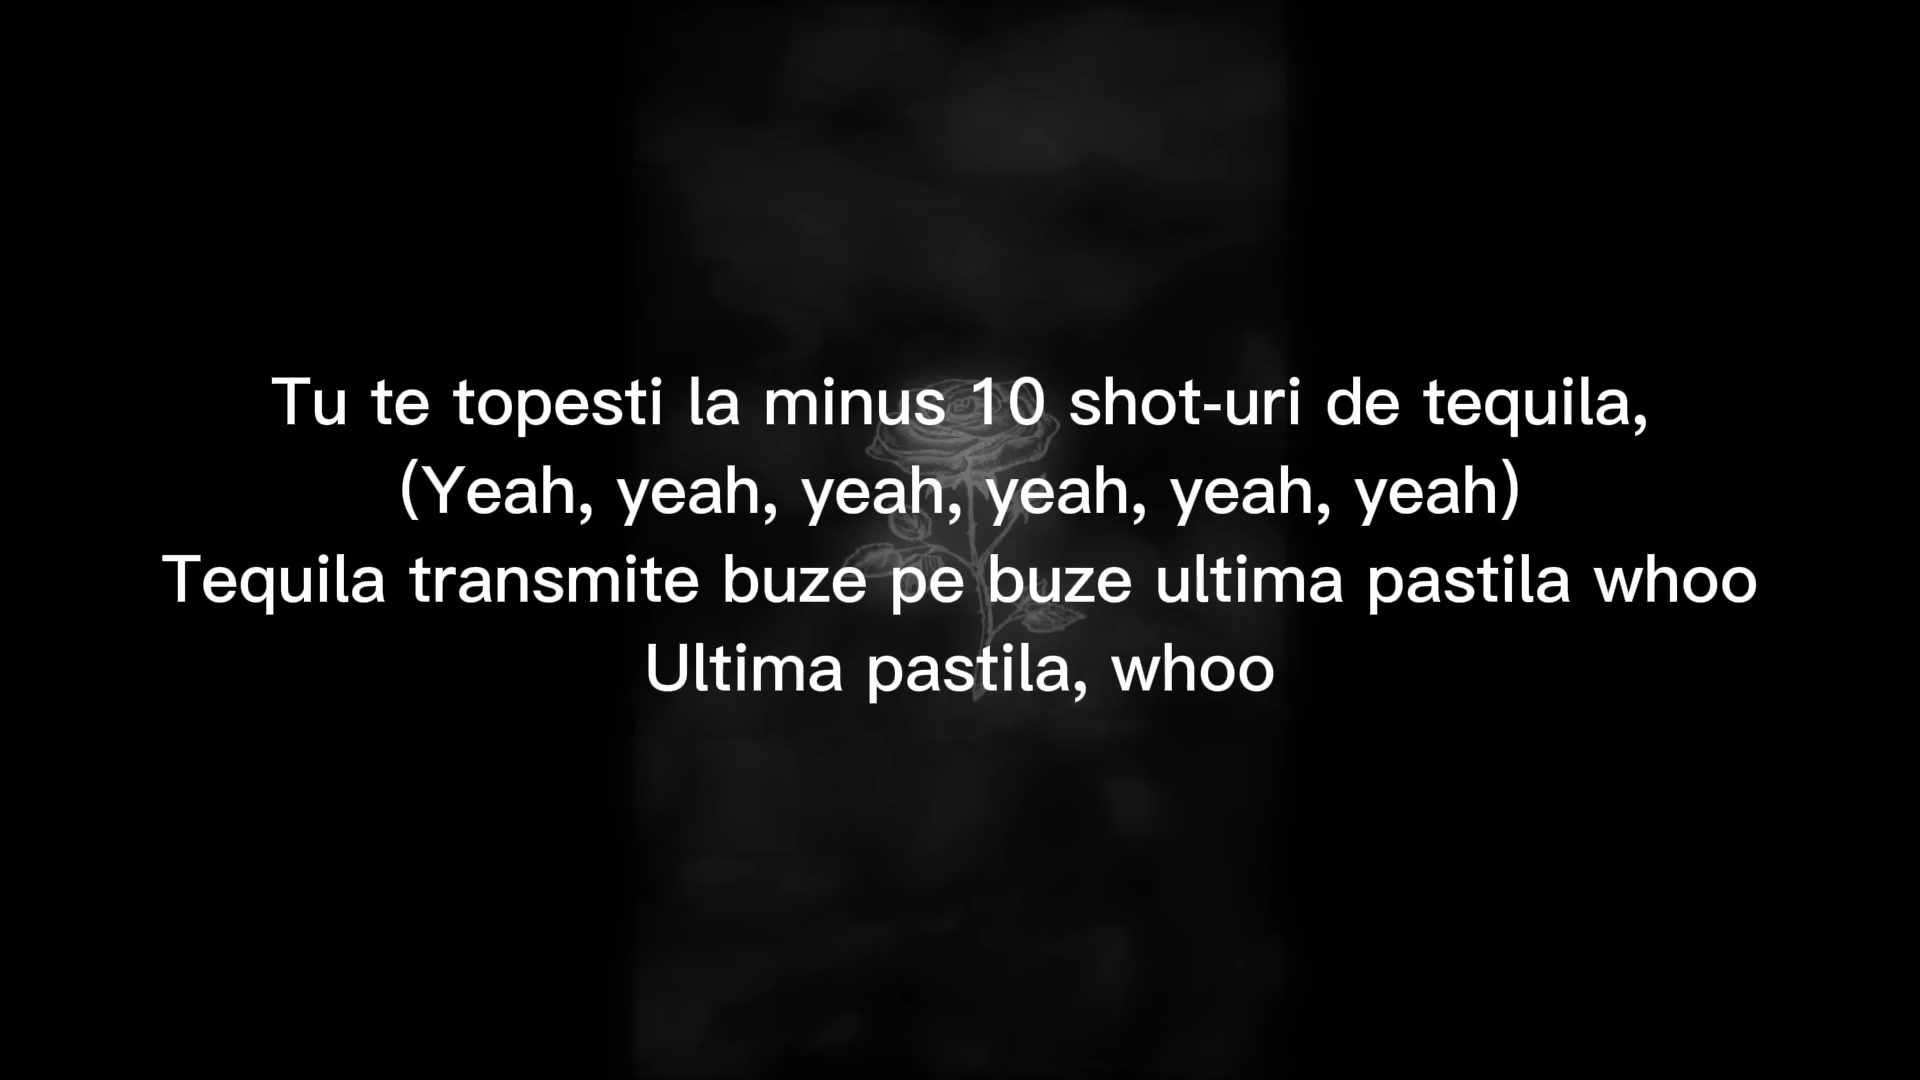 Tu te topesti la minus 10 shot-uri de tequila,
(Yeah, yeah, yeah, yeah, yeah, yeah)
Tequila transmite buze pe buze ultima pastila whoo
Ultima pastila, whoo